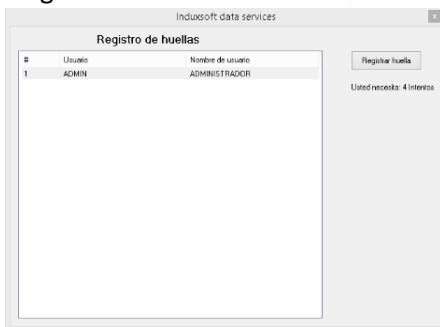 Induxsoft data services
x
Registro de huellas
# Usuario Nombre de usuario
1 ADMIN ADMINISTRADOR
Registrar huella
Usted necesita: 4 Intentos